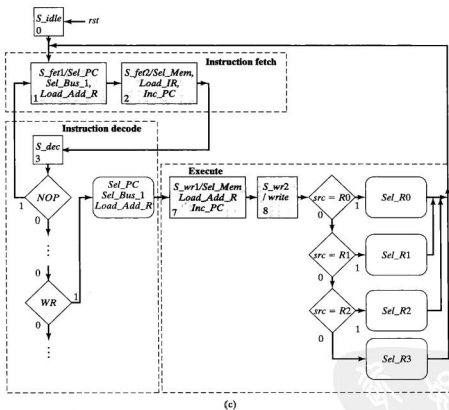 S_idle
0
rst
Instruction fetch
S_fet1/Sel_PC
Sel_Bus_1,
Load_Add_R
1
S_fet2/Sel_Mem,
Load_IR,
Inc_PC
2
Instruction decode
S_dec
3
NOP
1
0
⋮
0
WR
1
0
⋮
Sel_PC
Sel_Bus_1
Load_Add_R
Execute
S_wr1/Sel_Mem
Load_Add_R
Inc_PC
7
S_wr2
/write
8
src = R0
1
0
Sel_R0
src = R1
1
0
Sel_R1
src = R2
1
0
Sel_R2
Sel_R3
(c)